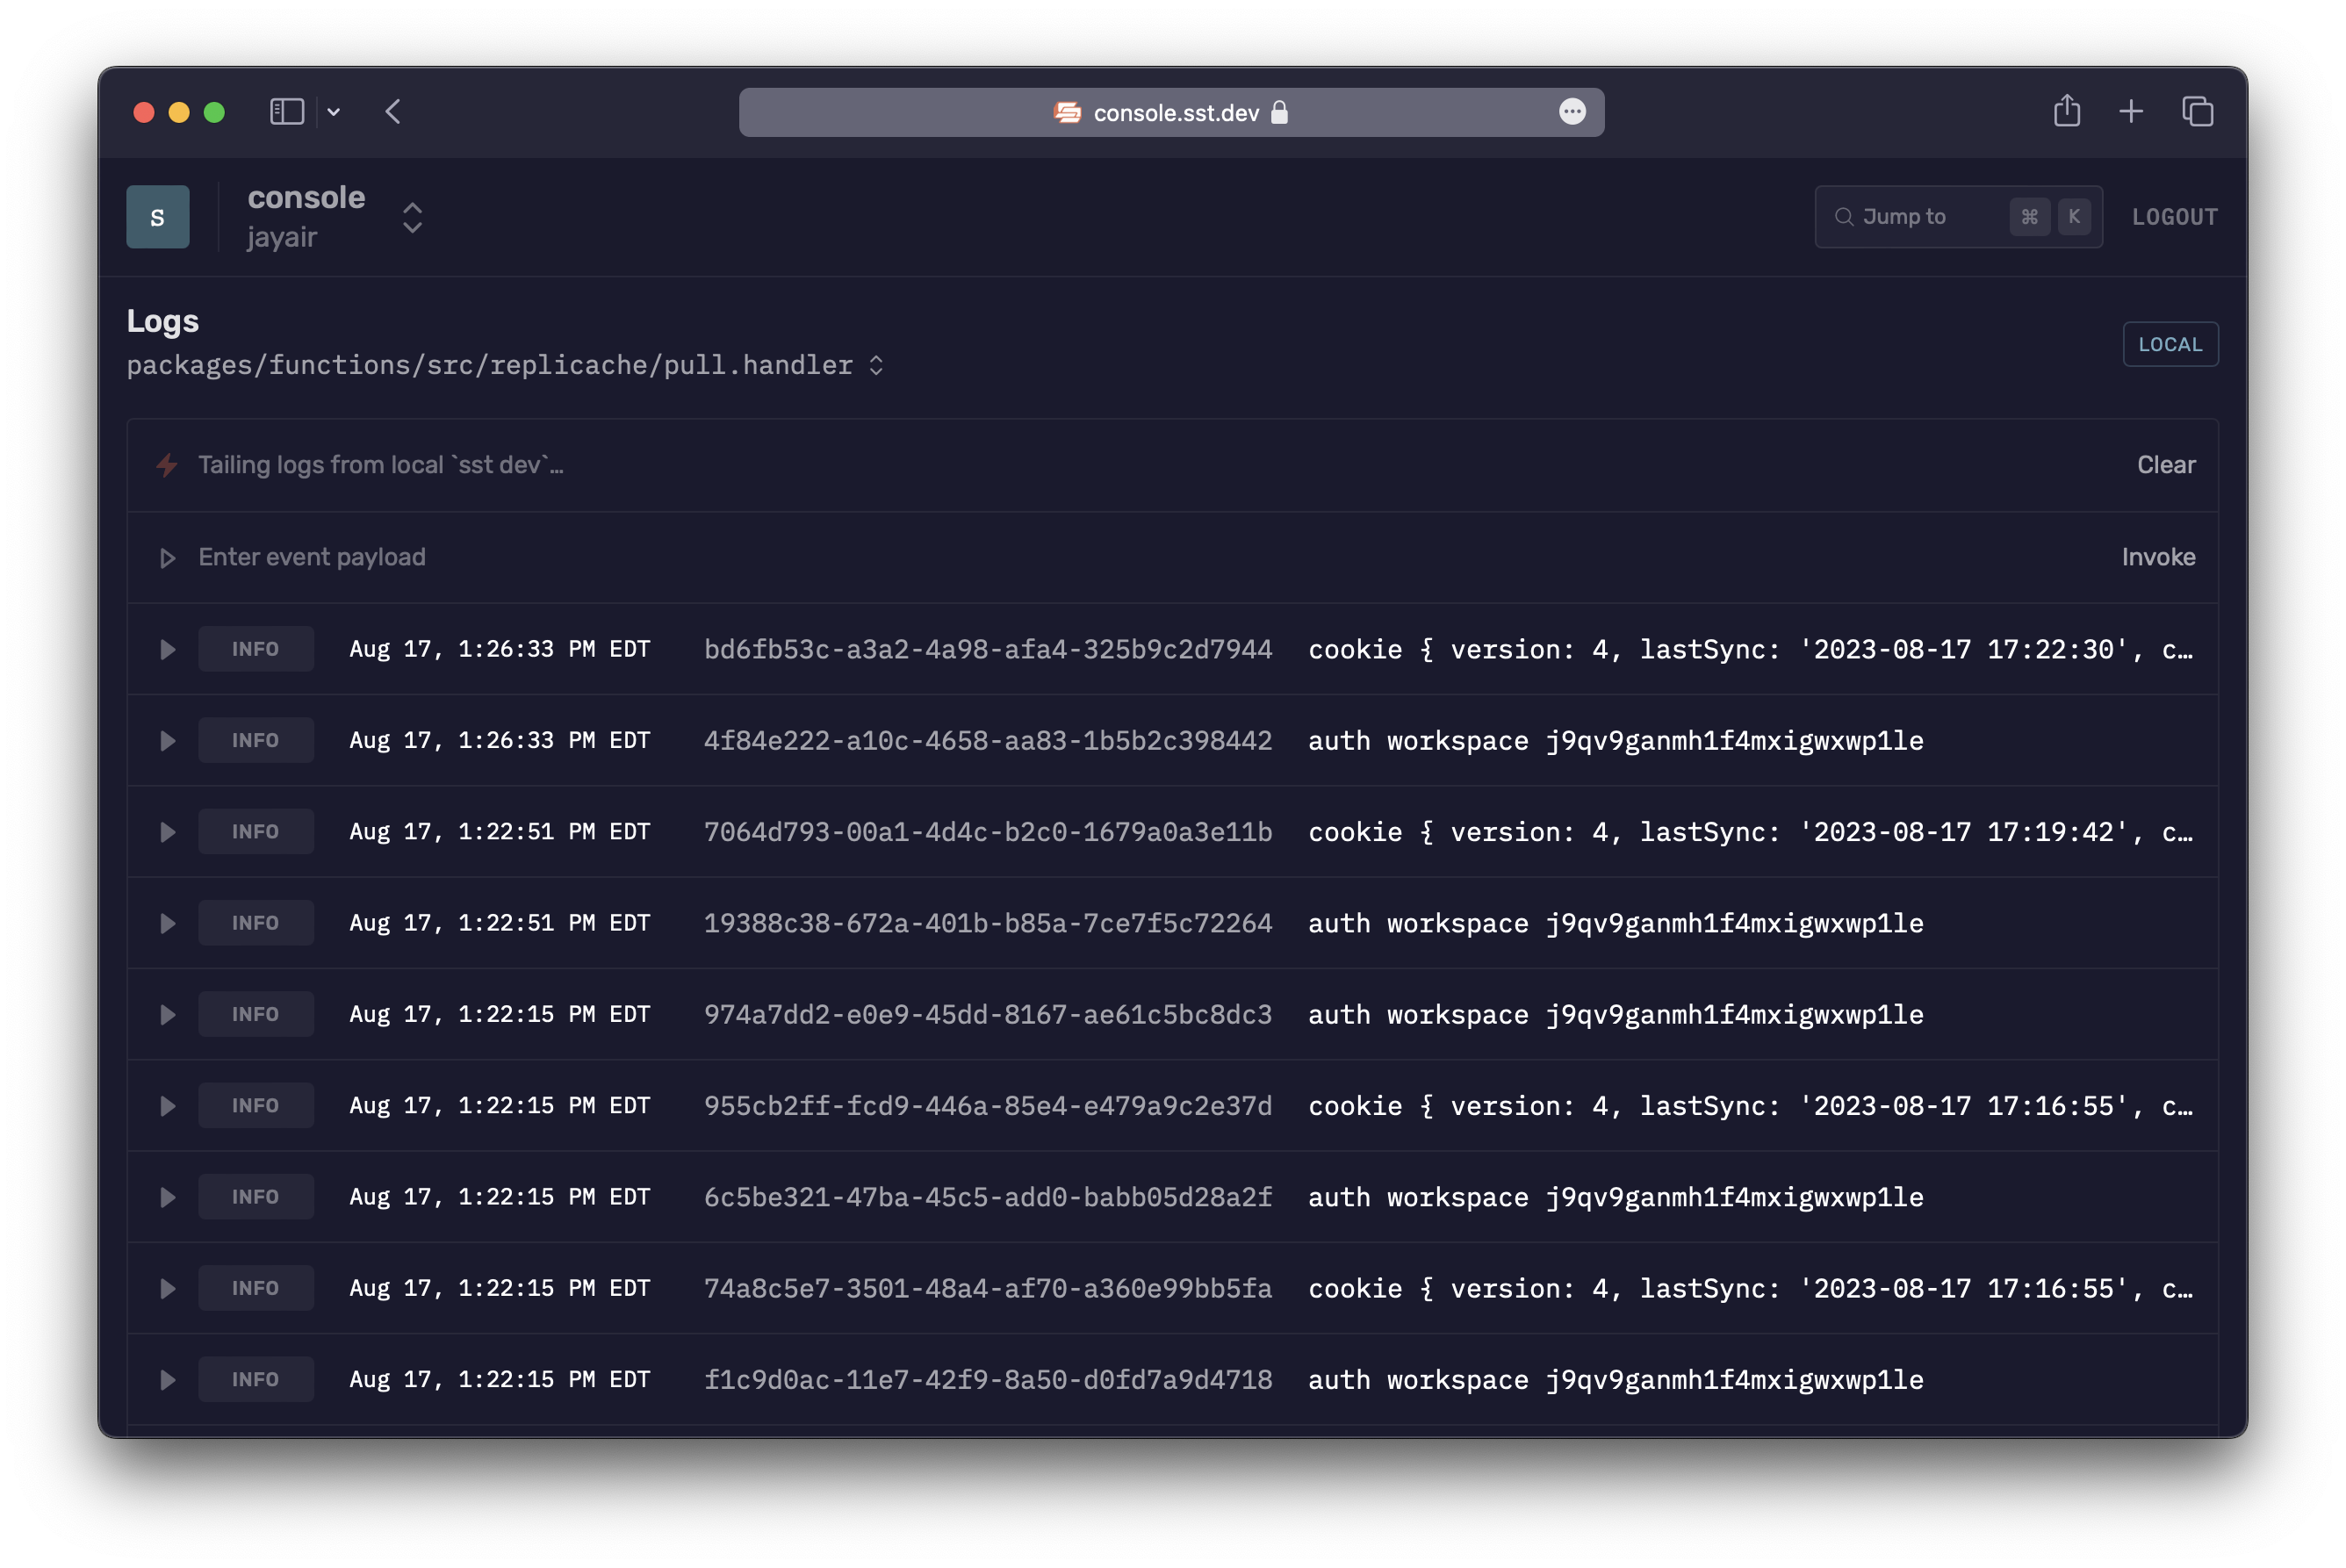 console.sst.dev
S
console
jayair
Jump to ⌘ K
LOGOUT
Logs
packages/functions/src/replicache/pull.handler
LOCAL
Tailing logs from local `sst dev`… Clear
Enter event payload Invoke
INFO Aug 17, 1:26:33 PM EDT bd6fb53c-a3a2-4a98-afa4-325b9c2d7944 cookie { version: 4, lastSync: '2023-08-17 17:22:30', c…
INFO Aug 17, 1:26:33 PM EDT 4f84e222-a10c-4658-aa83-1b5b2c398442 auth workspace j9qv9ganmh1f4mxigwxwp1le
INFO Aug 17, 1:22:51 PM EDT 7064d793-00a1-4d4c-b2c0-1679a0a3e11b cookie { version: 4, lastSync: '2023-08-17 17:19:42', c…
INFO Aug 17, 1:22:51 PM EDT 19388c38-672a-401b-b85a-7ce7f5c72264 auth workspace j9qv9ganmh1f4mxigwxwp1le
INFO Aug 17, 1:22:15 PM EDT 974a7dd2-e0e9-45dd-8167-ae61c5bc8dc3 auth workspace j9qv9ganmh1f4mxigwxwp1le
INFO Aug 17, 1:22:15 PM EDT 955cb2ff-fcd9-446a-85e4-e479a9c2e37d cookie { version: 4, lastSync: '2023-08-17 17:16:55', c…
INFO Aug 17, 1:22:15 PM EDT 6c5be321-47ba-45c5-add0-babb05d28a2f auth workspace j9qv9ganmh1f4mxigwxwp1le
INFO Aug 17, 1:22:15 PM EDT 74a8c5e7-3501-48a4-af70-a360e99bb5fa cookie { version: 4, lastSync: '2023-08-17 17:16:55', c…
INFO Aug 17, 1:22:15 PM EDT f1c9d0ac-11e7-42f9-8a50-d0fd7a9d4718 auth workspace j9qv9ganmh1f4mxigwxwp1le